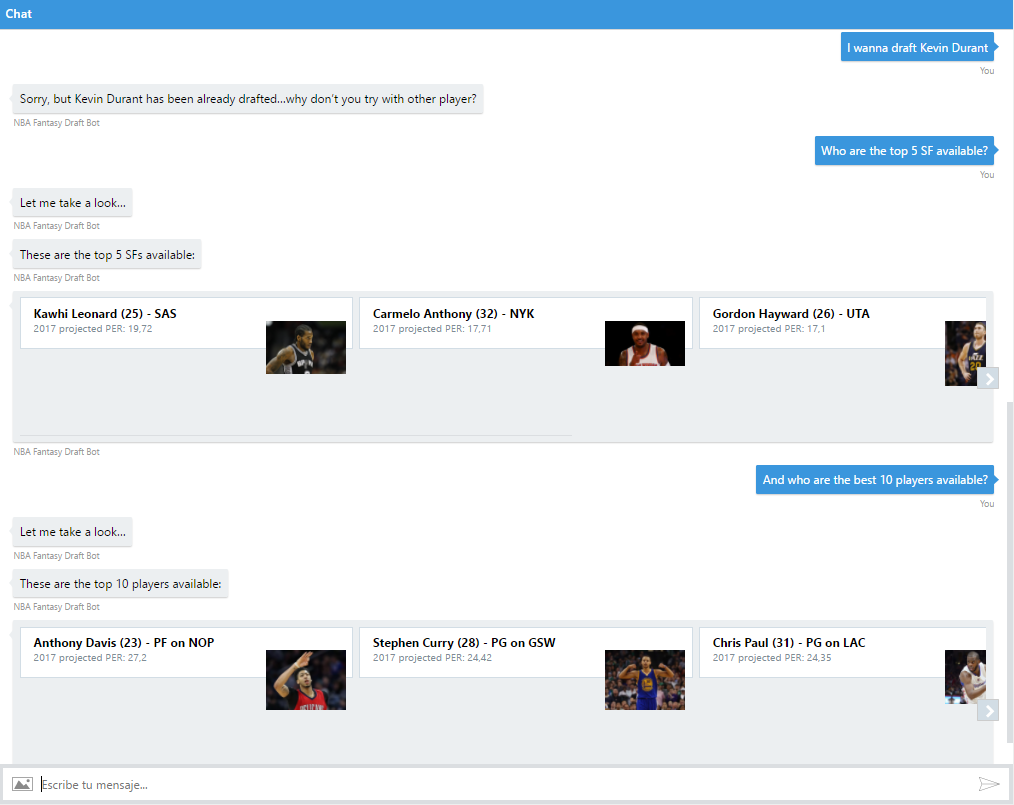 Chat
I wanna draft Kevin Durant
You
Sorry, but Kevin Durant has been already drafted...why don't you try with other player?
NBA Fantasy Draft Bot
Who are the top 5 SF available?
You
Let me take a look...
NBA Fantasy Draft Bot
These are the top 5 SFs available:
NBA Fantasy Draft Bot
Kawhi Leonard (25) - SAS
2017 projected PER: 19,72
Carmelo Anthony (32) - NYK
2017 projected PER: 17,71
Gordon Hayward (26) - UTA
2017 projected PER: 17,1
NBA Fantasy Draft Bot
And who are the best 10 players available?
You
Let me take a look...
NBA Fantasy Draft Bot
These are the top 10 players available:
NBA Fantasy Draft Bot
Anthony Davis (23) - PF on NOP
2017 projected PER: 27,2
Stephen Curry (28) - PG on GSW
2017 projected PER: 24,42
Chris Paul (31) - PG on LAC
2017 projected PER: 24,35
Escribe tu mensaje...